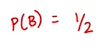 P(B) = 1/2